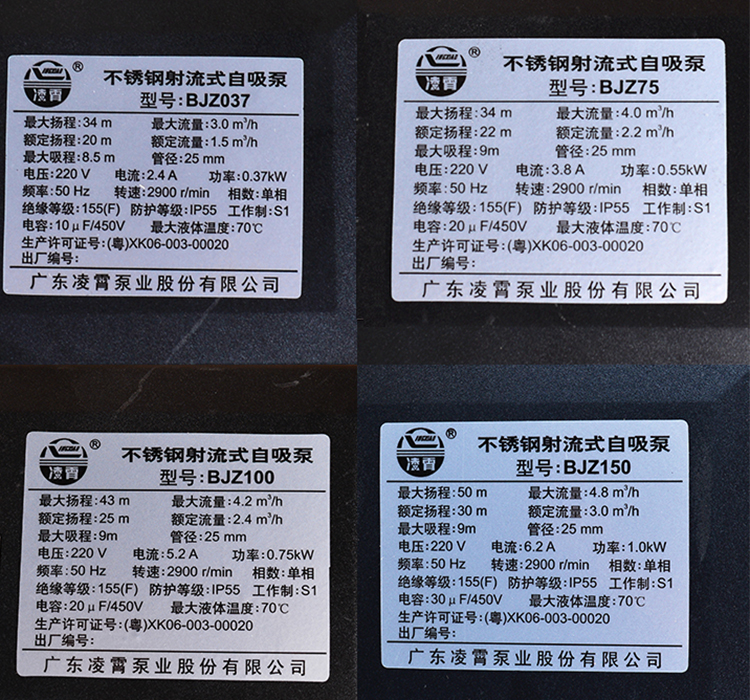 凌霄 ®
不锈钢射流式自吸泵
型号:BJZ037
最大扬程:34 m 最大流量:3.0 m³/h
额定扬程:20 m 额定流量:1.5 m³/h
最大吸程:8.5 m 管径:25 mm
电压:220 V 电流:2.4 A 功率:0.37kW
频率:50 Hz 转速:2900 r/min 相数:单相
绝缘等级:155(F) 防护等级:IP55 工作制:S1
电容:10 μF/450V 最大液体温度:70℃
生产许可证号:(粤)XK06-003-00020
出厂编号:
广东凌霄泵业股份有限公司
凌霄 ®
不锈钢射流式自吸泵
型号:BJZ75
最大扬程:34 m 最大流量:4.0 m³/h
额定扬程:22 m 额定流量:2.2 m³/h
最大吸程:9m 管径:25 mm
电压:220 V 电流:3.8 A 功率:0.55kW
频率:50 Hz 转速:2900 r/min 相数:单相
绝缘等级:155(F) 防护等级:IP55 工作制:S1
电容:20 μF/450V 最大液体温度:70℃
生产许可证号:(粤)XK06-003-00020
出厂编号:
广东凌霄泵业股份有限公司
凌霄 ®
不锈钢射流式自吸泵
型号:BJZ100
最大扬程:43 m 最大流量:4.2 m³/h
额定扬程:25 m 额定流量:2.4 m³/h
最大吸程:9m 管径:25 mm
电压:220 V 电流:5.2 A 功率:0.75kW
频率:50 Hz 转速:2900 r/min 相数:单相
绝缘等级:155(F) 防护等级:IP55 工作制:S1
电容:20 μF/450V 最大液体温度:70℃
生产许可证号:(粤)XK06-003-00020
出厂编号:
广东凌霄泵业股份有限公司
凌霄 ®
不锈钢射流式自吸泵
型号:BJZ150
最大扬程:50 m 最大流量:4.8 m³/h
额定扬程:30 m 额定流量:3.0 m³/h
最大吸程:9m 管径:25 mm
电压:220 V 电流:6.2 A 功率:1.0kW
频率:50 Hz 转速:2900 r/min 相数:单相
绝缘等级:155(F) 防护等级:IP55 工作制:S1
电容:30 μF/450V 最大液体温度:70℃
生产许可证号:(粤)XK06-003-00020
出厂编号:
广东凌霄泵业股份有限公司